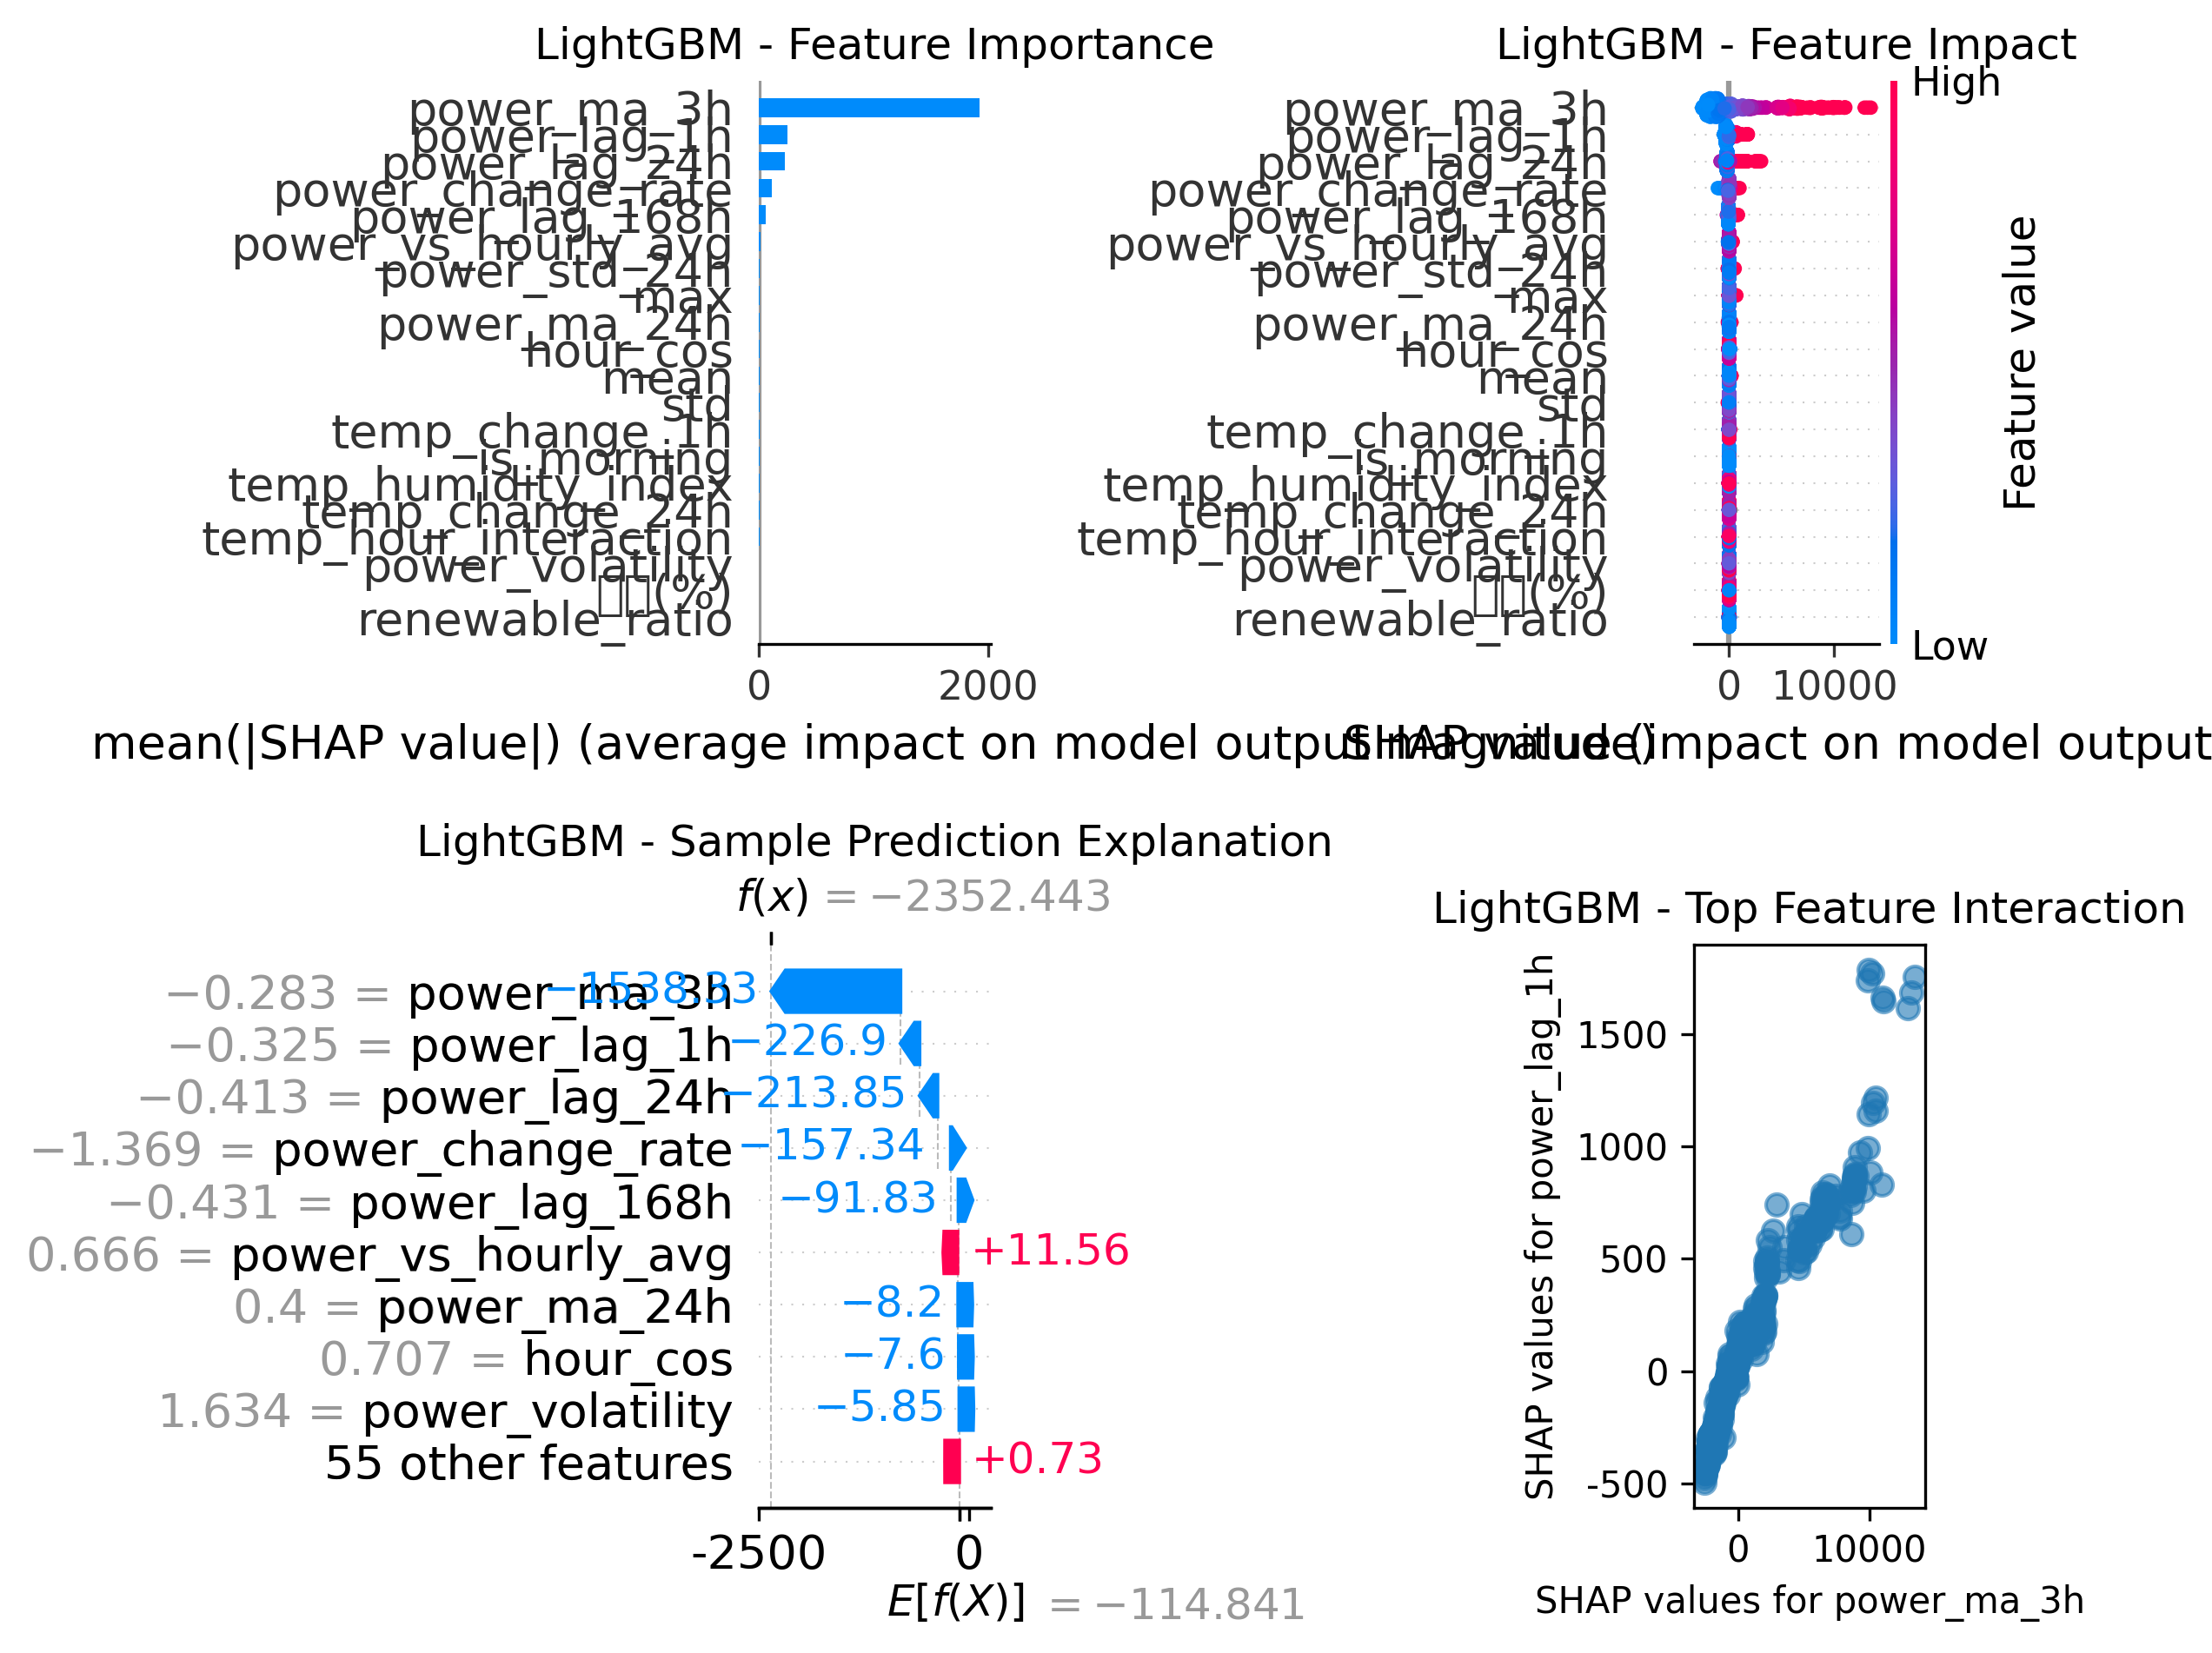 LightGBM - Feature Importance
power_ma_3h
power_lag_1h
power_lag_24h
power_change_rate
power_lag_168h
power_vs_hourly_avg
power_std_24h
max
power_ma_24h
hour_cos
mean
std
temp_change_1h
is_morning
temp_humidity_index
temp_change_24h
temp_hour_interaction
power_volatility
(%)
renewable_ratio
0 2000
mean(|SHAP value|) (average impact on model output magnitude)
LightGBM - Feature Impact
High
power_ma_3h
power_lag_1h
power_lag_24h
power_change_rate
power_lag_168h
power_vs_hourly_avg
power_std_24h
max
power_ma_24h
hour_cos
mean
std
temp_change_1h
is_morning
temp_humidity_index
temp_change_24h
temp_hour_interaction
power_volatility
(%)
renewable_ratio
Low
Feature value
0 10000
SHAP value (impact on model output
LightGBM - Sample Prediction Explanation
f(x) = −2352.443
−0.283 = power_ma_3h −1538.33
−0.325 = power_lag_1h −226.9
−0.413 = power_lag_24h −213.85
−1.369 = power_change_rate −157.34
−0.431 = power_lag_168h −91.83
0.666 = power_vs_hourly_avg +11.56
0.4 = power_ma_24h −8.2
0.707 = hour_cos −7.6
1.634 = power_volatility −5.85
55 other features +0.73
-2500 0
E[f(X)] = −114.841
LightGBM - Top Feature Interaction
SHAP values for power_lag_1h
1500
1000
500
0
-500
0 10000
SHAP values for power_ma_3h